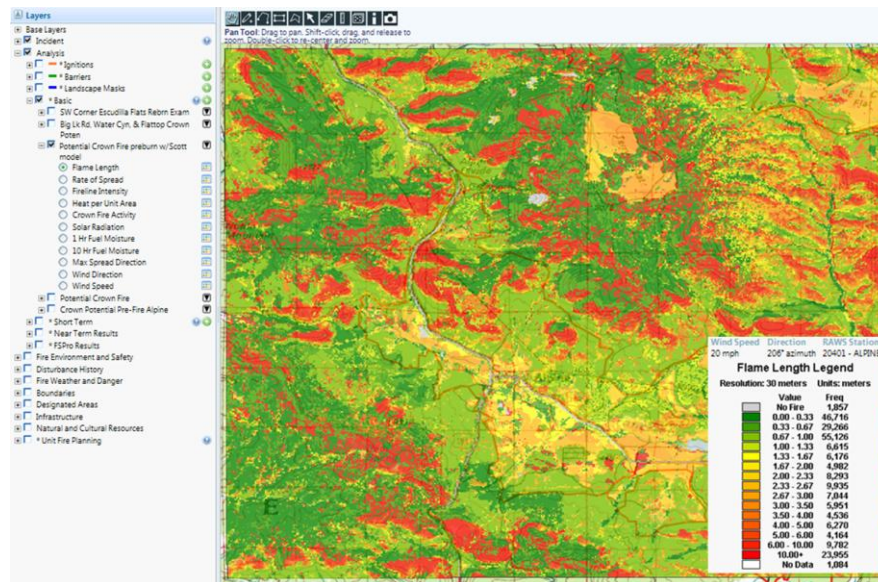 Layers
Base Layers
Incident
Analysis
* Ignitions
* Barriers
* Landscape Masks
* Basic
SW Corner Escudilla Flats Rebrn Exam
Big Lk Rd, Water Cyn, & Flattop Crown
Poten
Potential Crown Fire preburn w/Scott
model
Flame Length
Rate of Spread
Fireline Intensity
Heat per Unit Area
Crown Fire Activity
Solar Radiation
1 Hr Fuel Moisture
10 Hr Fuel Moisture
Max Spread Direction
Wind Direction
Wind Speed
Potential Crown Fire
Crown Potential Pre-Fire Alpine
* Short Term
* Near Term Results
* FSPro Results
Fire Environment and Safety
Disturbance History
Fire Weather and Danger
Boundaries
Designated Areas
Infrastructure
Natural and Cultural Resources
* Unit Fire Planning
Pan Tool: Drag to pan. Shift-click, drag, and release to
zoom. Double-click to re-center and zoom.
E
Wind Speed Direction RAWS Station
20 mph 206° azimuth 20401 - ALPINE
Flame Length Legend
Resolution: 30 meters Units: meters
Value Freq
No Fire 1,857
0.00 - 0.33 46,716
0.33 - 0.67 29,266
0.67 - 1.00 55,126
1.00 - 1.33 6,615
1.33 - 1.67 6,176
1.67 - 2.00 4,982
2.00 - 2.33 8,293
2.33 - 2.67 9,935
2.67 - 3.00 7,044
3.00 - 3.50 5,951
3.50 - 4.00 4,536
4.00 - 5.00 6,270
5.00 - 6.00 4,164
6.00 - 10.00 9,782
10.00+ 23,955
No Data 1,084